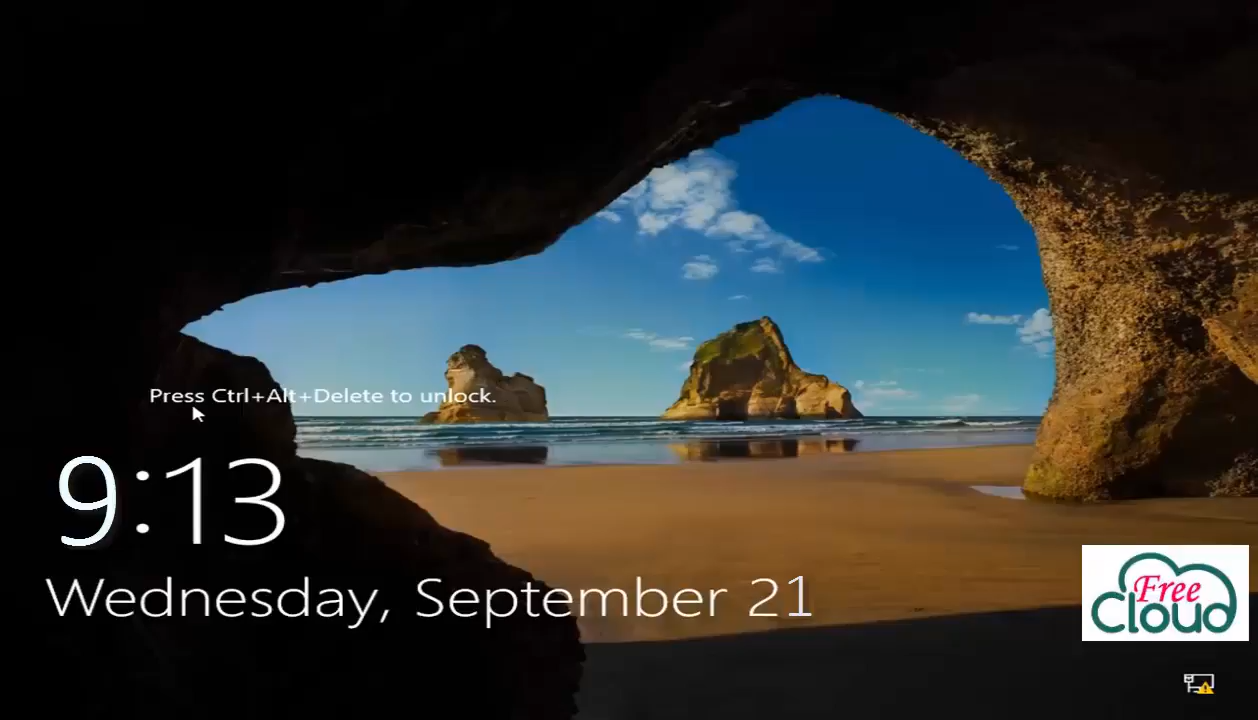 Press Ctrl+Alt+Delete to unlock.
9:13
Wednesday, September 21
Free
Cloud